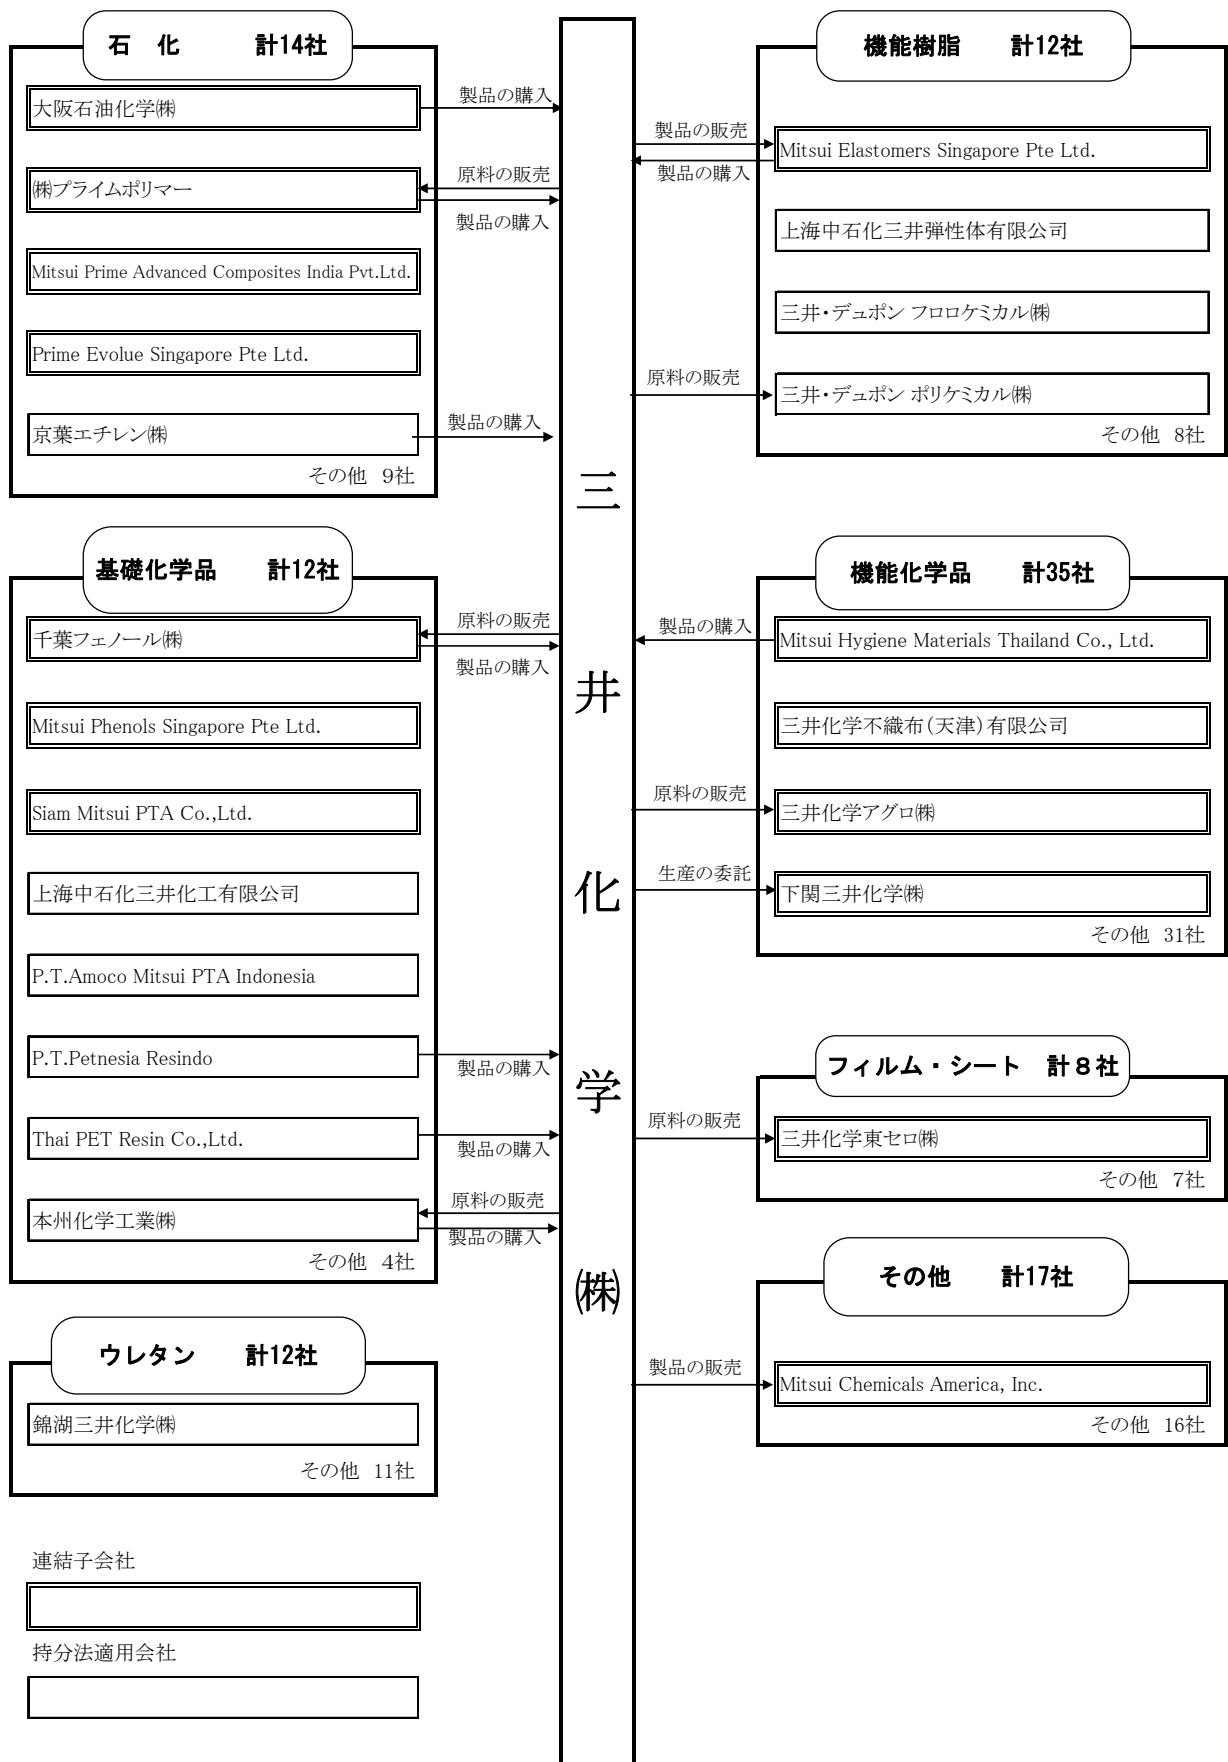 石　化　　　計14社
大阪石油化学㈱
製品の購入
㈱プライムポリマー
原料の販売
製品の購入
Mitsui Prime Advanced Composites India Pvt.Ltd.
Prime Evolue Singapore Pte Ltd.
京葉エチレン㈱
製品の購入
その他　9社
基礎化学品　　計12社
千葉フェノール㈱
原料の販売
製品の購入
Mitsui Phenols Singapore Pte Ltd.
Siam Mitsui PTA Co.,Ltd.
上海中石化三井化工有限公司
P.T.Amoco Mitsui PTA Indonesia
P.T.Petnesia Resindo
製品の購入
Thai PET Resin Co.,Ltd.
製品の購入
本州化学工業㈱
原料の販売
製品の購入
その他　4社
ウレタン　　計12社
錦湖三井化学㈱
その他　11社
連結子会社
持分法適用会社
三井化学㈱
機能樹脂　　計12社
製品の販売
Mitsui Elastomers Singapore Pte Ltd.
製品の購入
上海中石化三井弾性体有限公司
三井・デュポン フロロケミカル㈱
原料の販売
三井・デュポン ポリケミカル㈱
その他　8社
機能化学品　　計35社
製品の購入
Mitsui Hygiene Materials Thailand Co., Ltd.
三井化学不織布（天津）有限公司
原料の販売
三井化学アグロ㈱
生産の委託
下関三井化学㈱
その他　31社
フィルム・シート　計８社
原料の販売
三井化学東セロ㈱
その他　7社
その他　　計17社
製品の販売
Mitsui Chemicals America, Inc.
その他　16社